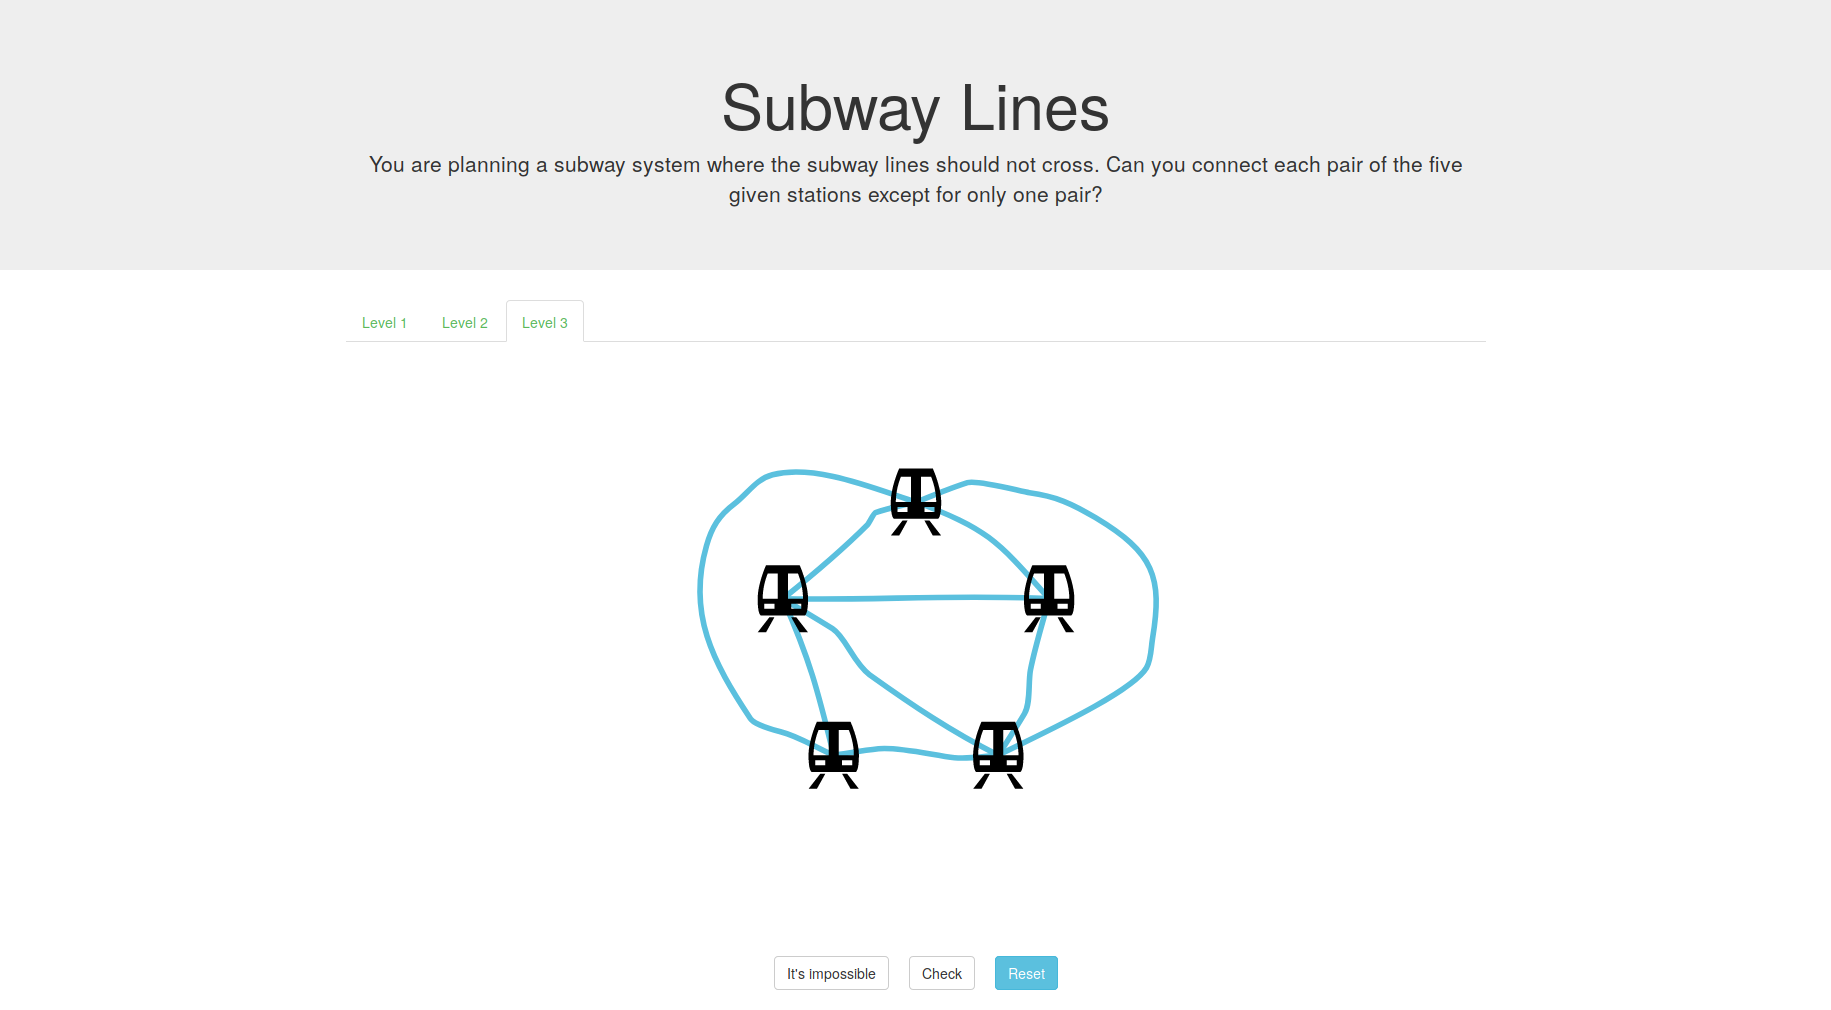 Subway Lines
You are planning a subway system where the subway lines should not cross. Can you connect each pair of the five
given stations except for only one pair?
Level 1
Level 2
Level 3
It's impossible
Check
Reset